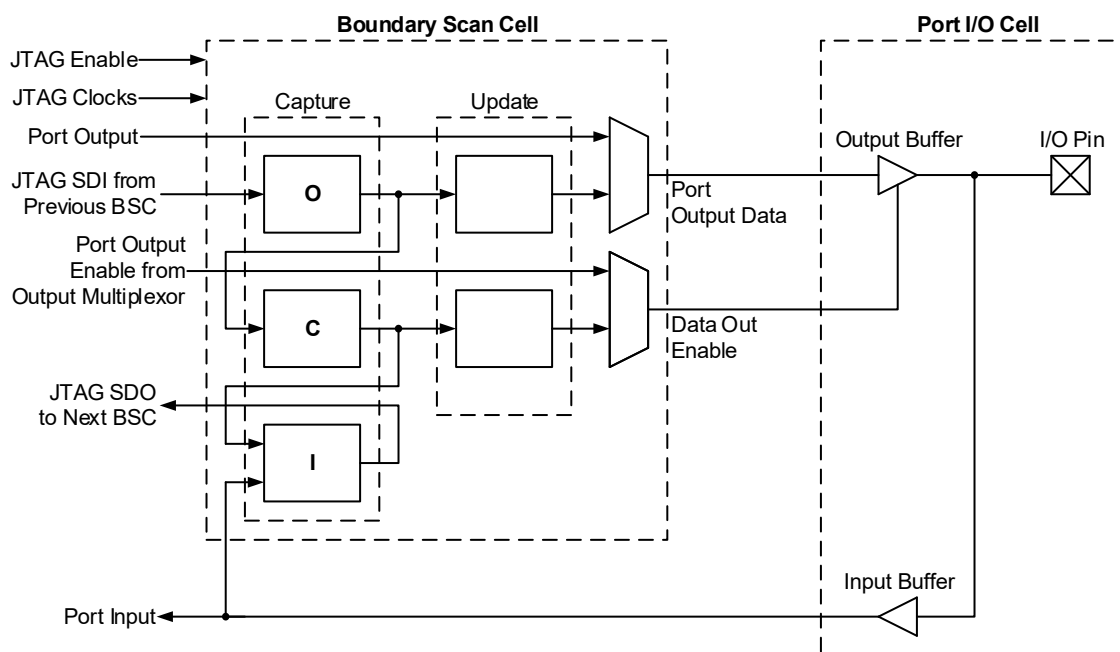 Boundary Scan Cell
Port I/O Cell
JTAG Enable
JTAG Clocks
Capture
Update
Port Output
Output Buffer
I/O Pin
JTAG SDI from
Previous BSC
O
Port
Output Data
Port Output
Enable from
Output Multiplexor
C
Data Out
Enable
JTAG SDO
to Next BSC
I
Input Buffer
Port Input